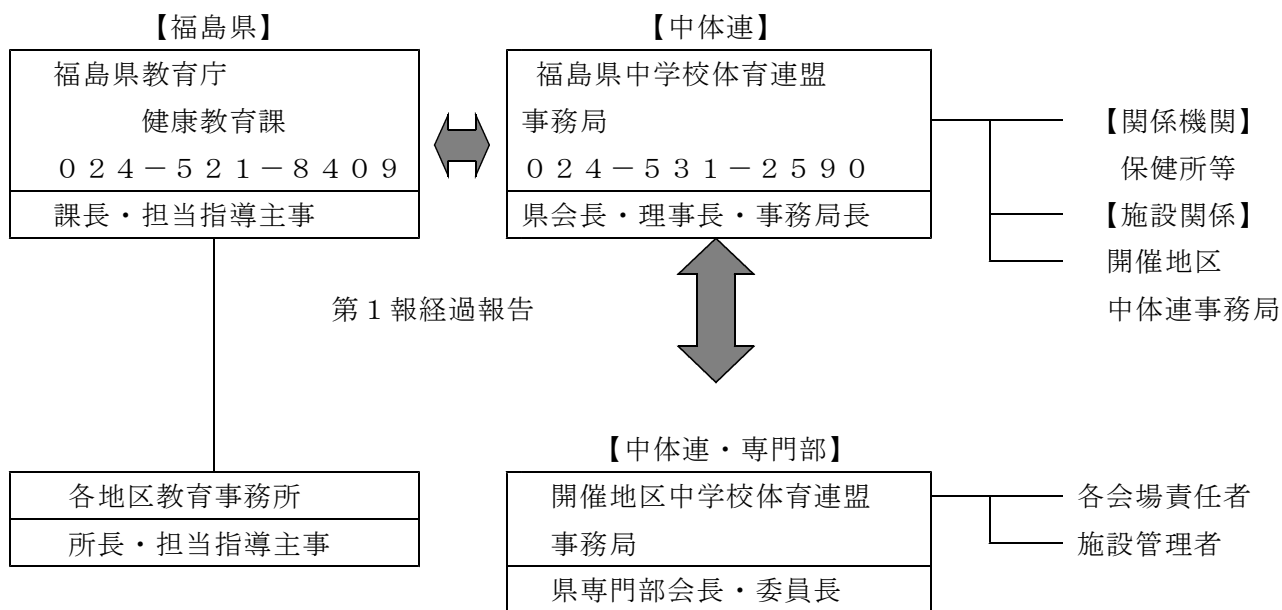 【福島県】
福島県教育庁
健康教育課
０２４－５２１－８４０９
課長・担当指導主事
【中体連】
福島県中学校体育連盟
事務局
０２４－５３１－２５９０
県会長・理事長・事務局長
【関係機関】
保健所等
【施設関係】
開催地区
中体連事務局
第１報経過報告
各地区教育事務所
所長・担当指導主事
【中体連・専門部】
開催地区中学校体育連盟
事務局
県専門部会長・委員長
各会場責任者
施設管理者